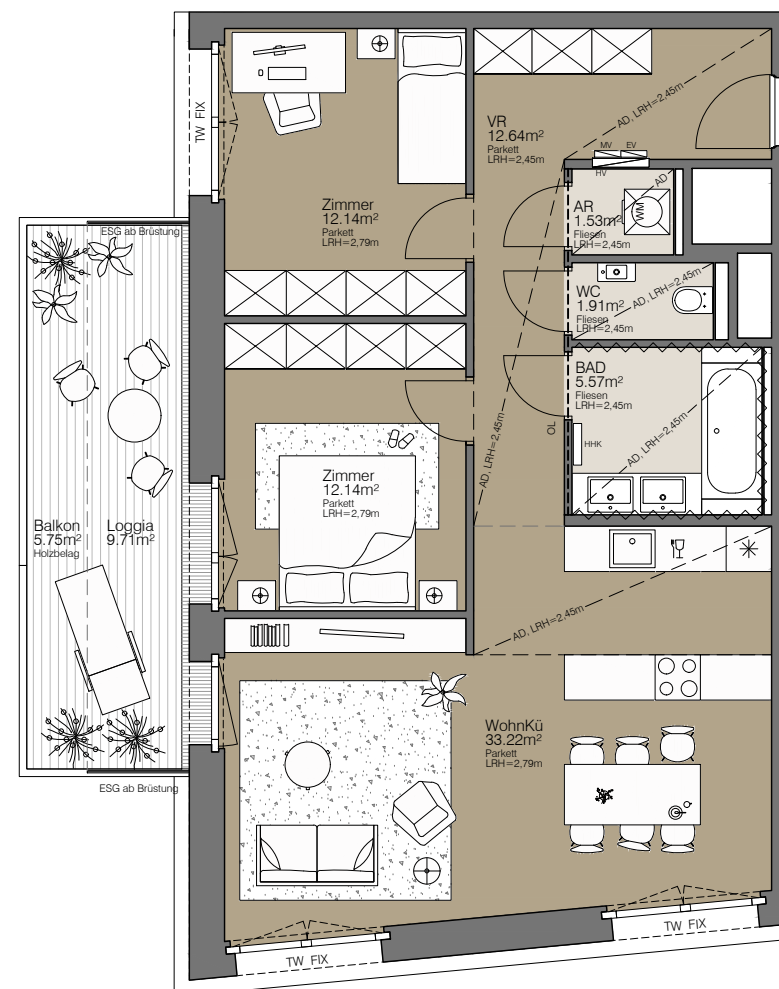 TW FIX
VR
12.64m²
Parkett
LRH=2,45m
AD, LRH=2,45m
MV EV
HV
AD
AR
1.53m²
Fliesen
LRH=2,45m
WM
Zimmer
12.14m²
Parkett
LRH=2,79m
ESG ab Brüstung
WC
1.91m²
Fliesen
LRH=2,45m
AD, LRH=2,45m
BAD
5.57m²
Fliesen
LRH=2,45m
AD, LRH=2,45m
HHK
OL
AD, LRH=2,45m
Zimmer
12.14m²
Parkett
LRH=2,79m
Balkon
5.75m²
Holzbelag
Loggia
9.71m²
AD, LRH=2,45m
WohnKü
33.22m²
Parkett
LRH=2,79m
ESG ab Brüstung
TW FIX
TW FIX